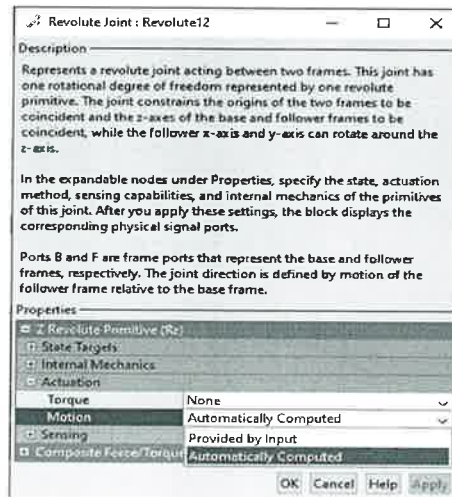 Revolute Joint : Revolute12
Description
Represents a revolute joint acting between two frames. This joint has
one rotational degree of freedom represented by one revolute
primitive. The joint constrains the origins of the two frames to be
coincident and the z-axes of the base and follower frames to be
coincident, while the follower x-axis and y-axis can rotate around the
z-axis.
In the expandable nodes under Properties, specify the state, actuation
method, sensing capabilities, and internal mechanics of the primitives
of this joint. After you apply these settings, the block displays the
corresponding physical signal ports.
Ports B and F are frame ports that represent the base and follower
frames, respectively. The joint direction is defined by motion of the
follower frame relative to the base frame.
Properties
Z Revolute Primitive (Rz)
State Targets
Internal Mechanics
Actuation
Torque None
Motion Automatically Computed
Sensing Provided by Input
Composite Force/Torque Automatically Computed
OK Cancel Help Apply